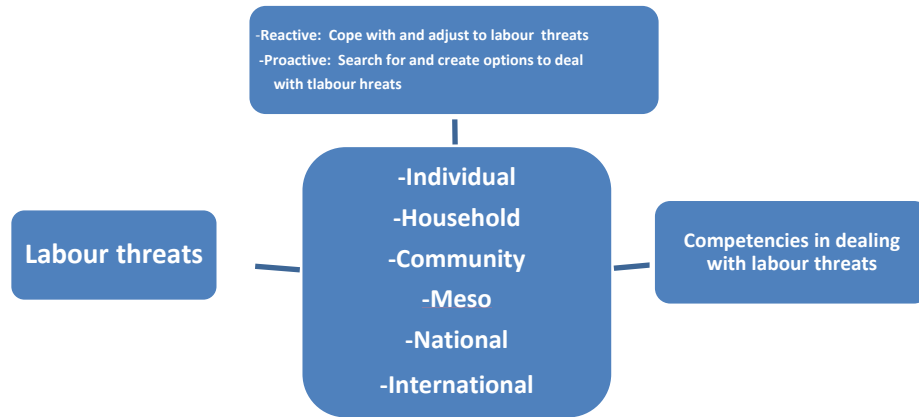 -Reactive: Cope with and adjust to labour threats
-Proactive: Search for and create options to deal
with tlabour hreats
-Individual
-Household
-Community
-Meso
-National
-International
Labour threats
Competencies in dealing
with labour threats